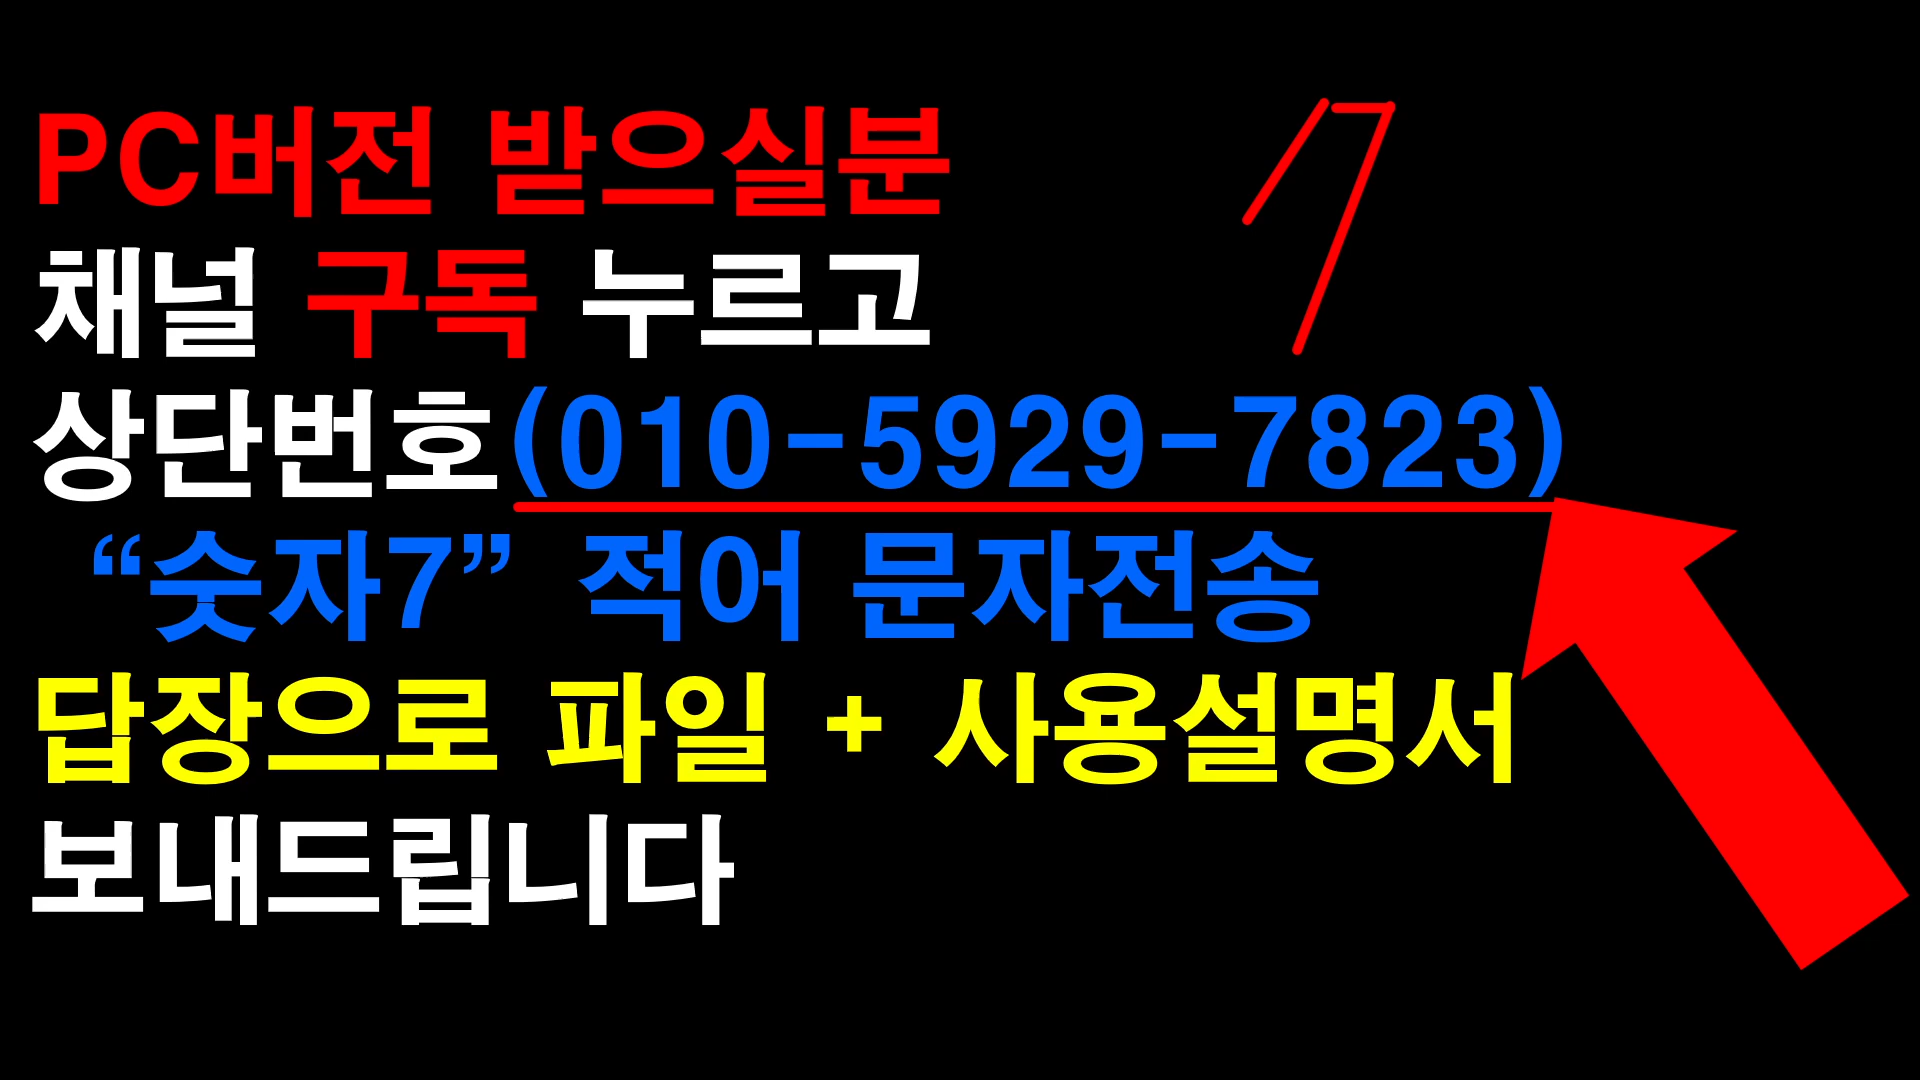 PC버전 받으실분
7
채널 구독 누르고
상단번호(010-5929-7823)
“숫자7” 적어 문자전송
답장으로 파일 + 사용설명서
보내드립니다